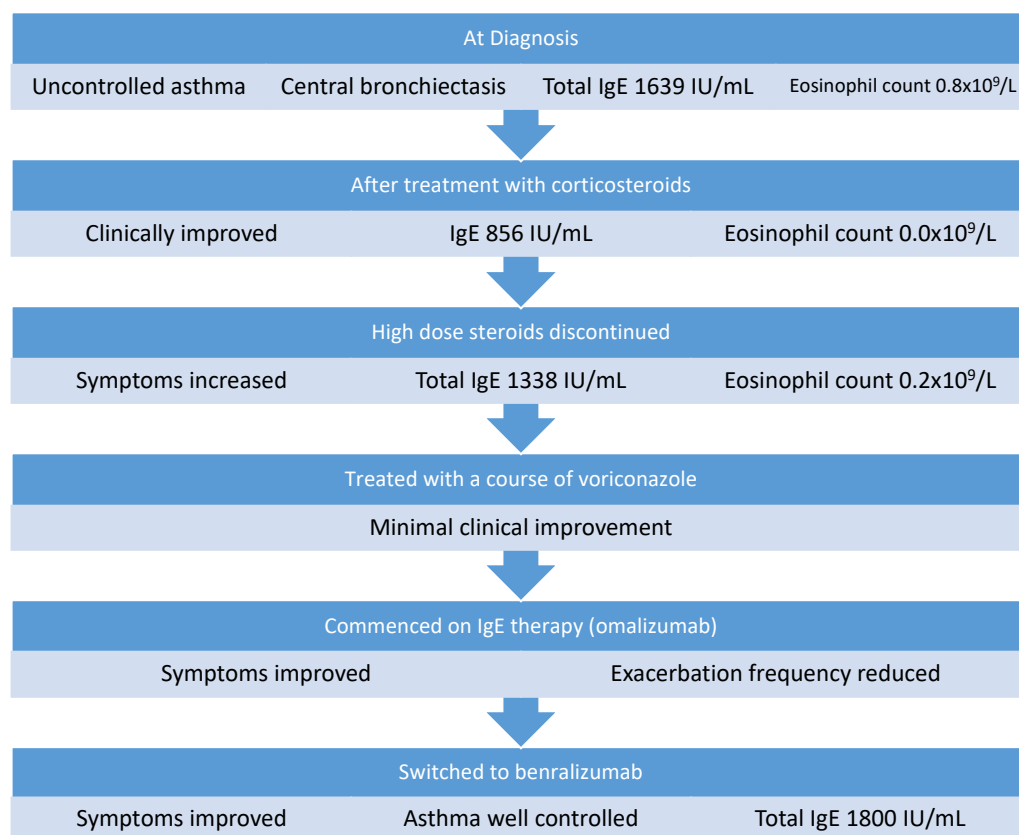 At Diagnosis
Uncontrolled asthma Central bronchiectasis Total IgE 1639 IU/mL Eosinophil count 0.8x10⁹/L
After treatment with corticosteroids
Clinically improved IgE 856 IU/mL Eosinophil count 0.0x10⁹/L
High dose steroids discontinued
Symptoms increased Total IgE 1338 IU/mL Eosinophil count 0.2x10⁹/L
Treated with a course of voriconazole
Minimal clinical improvement
Commenced on IgE therapy (omalizumab)
Symptoms improved Exacerbation frequency reduced
Switched to benralizumab
Symptoms improved Asthma well controlled Total IgE 1800 IU/mL